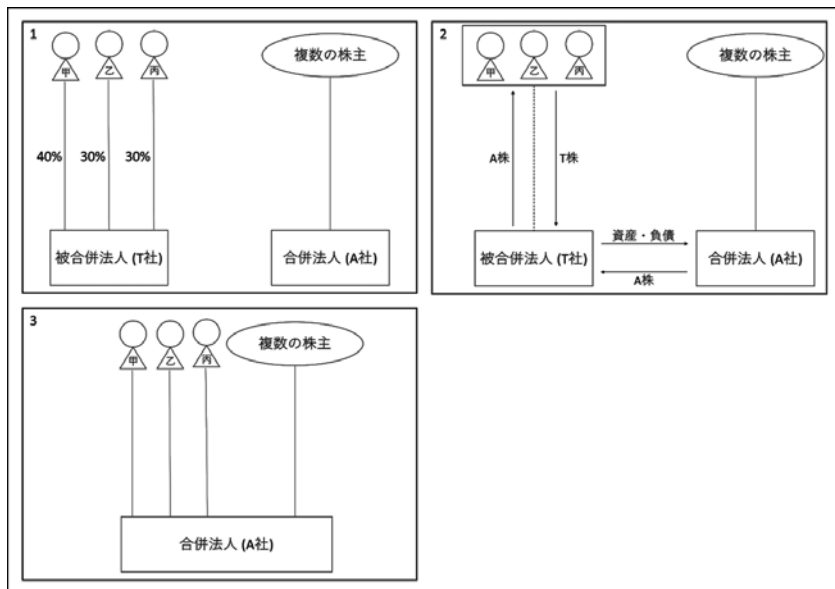 1
甲 乙 丙
複数の株主
40% 30% 30%
被合併法人 (T社)
合併法人 (A社)
2
甲 乙 丙
複数の株主
A株
T株
被合併法人 (T社)
資産・負債
A株
合併法人 (A社)
3
甲 乙 丙
複数の株主
合併法人 (A社)